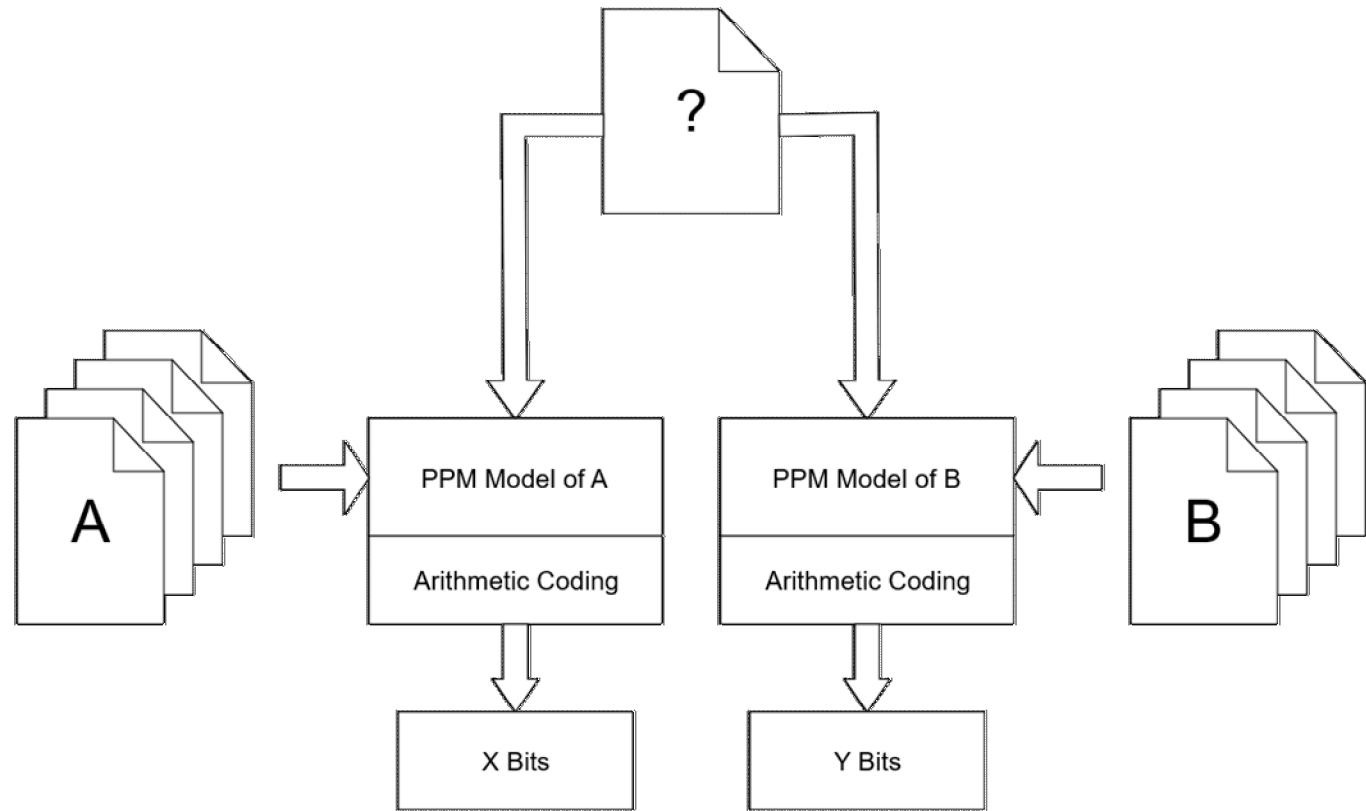 ?
A
PPM Model of A
Arithmetic Coding
X Bits
PPM Model of B
Arithmetic Coding
Y Bits
B